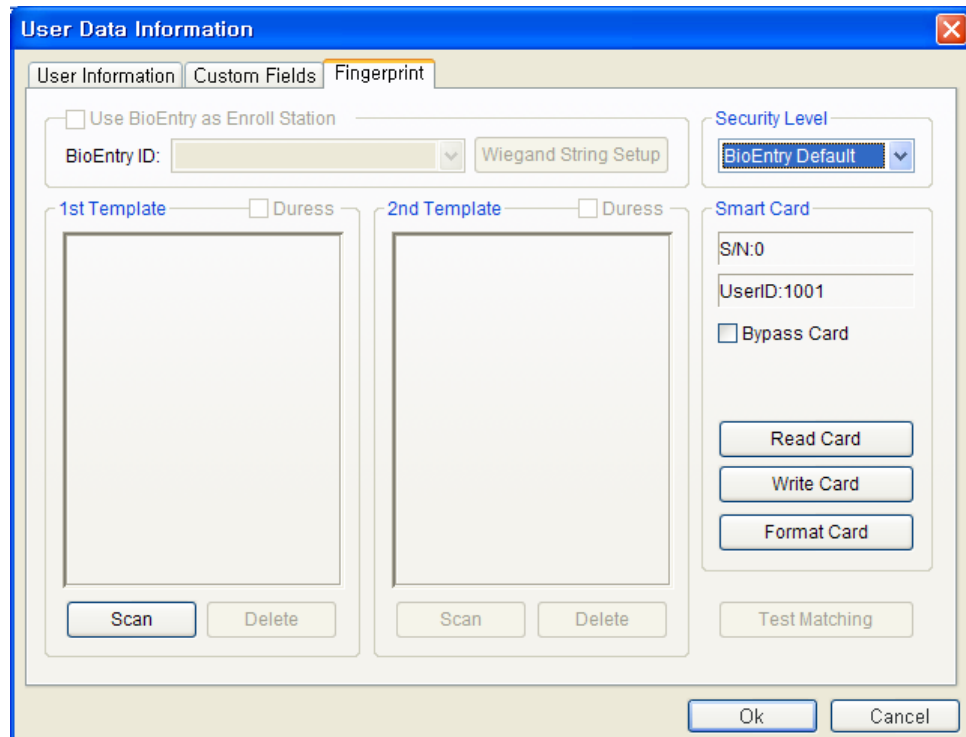 User Data Information
User Information Custom Fields Fingerprint
Use BioEntry as Enroll Station
BioEntry ID: Wiegand String Setup
Security Level
BioEntry Default
1st Template Duress
Scan Delete
2nd Template Duress
Scan Delete
Smart Card
S/N:0
UserID:1001
Bypass Card
Read Card
Write Card
Format Card
Test Matching
Ok Cancel